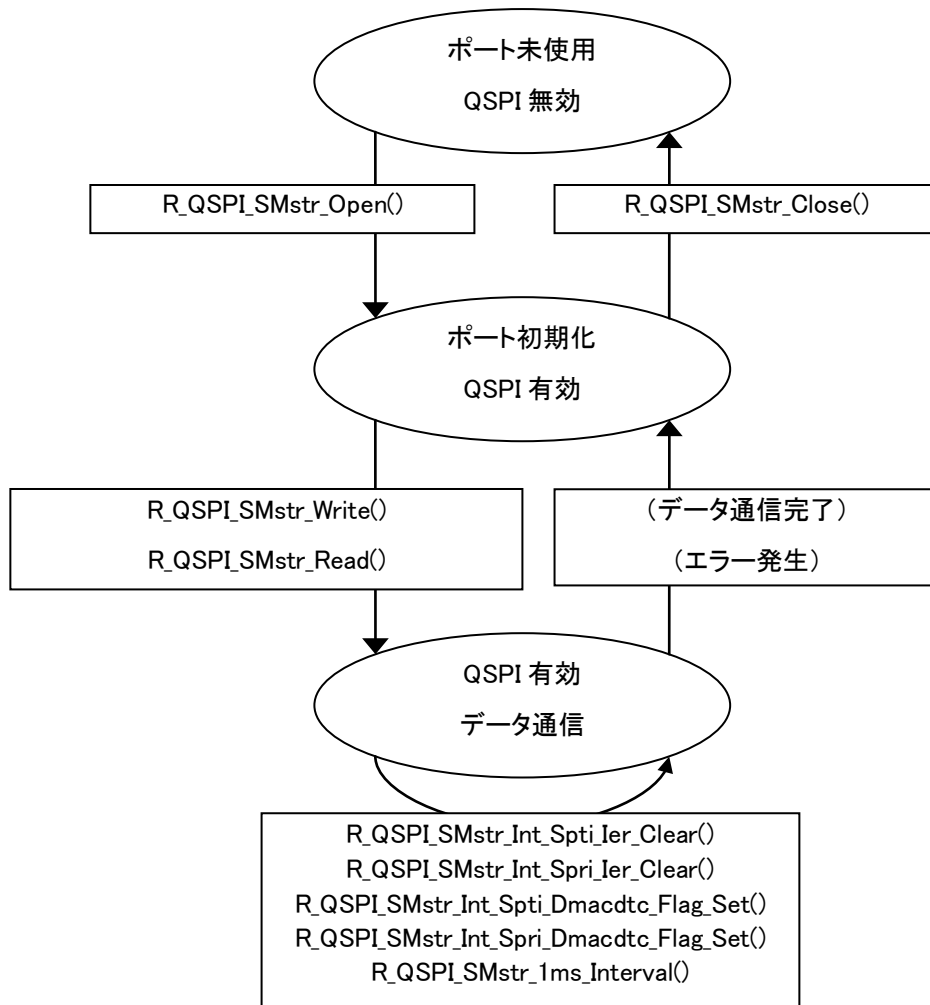 ポート未使用
QSPI 無効
R_QSPI_SMstr_Open()
R_QSPI_SMstr_Close()
ポート初期化
QSPI 有効
R_QSPI_SMstr_Write()
R_QSPI_SMstr_Read()
(データ通信完了)
(エラー発生)
QSPI 有効
データ通信
R_QSPI_SMstr_Int_Spti_Ier_Clear()
R_QSPI_SMstr_Int_Spri_Ier_Clear()
R_QSPI_SMstr_Int_Spti_Dmacdtc_Flag_Set()
R_QSPI_SMstr_Int_Spri_Dmacdtc_Flag_Set()
R_QSPI_SMstr_1ms_Interval()